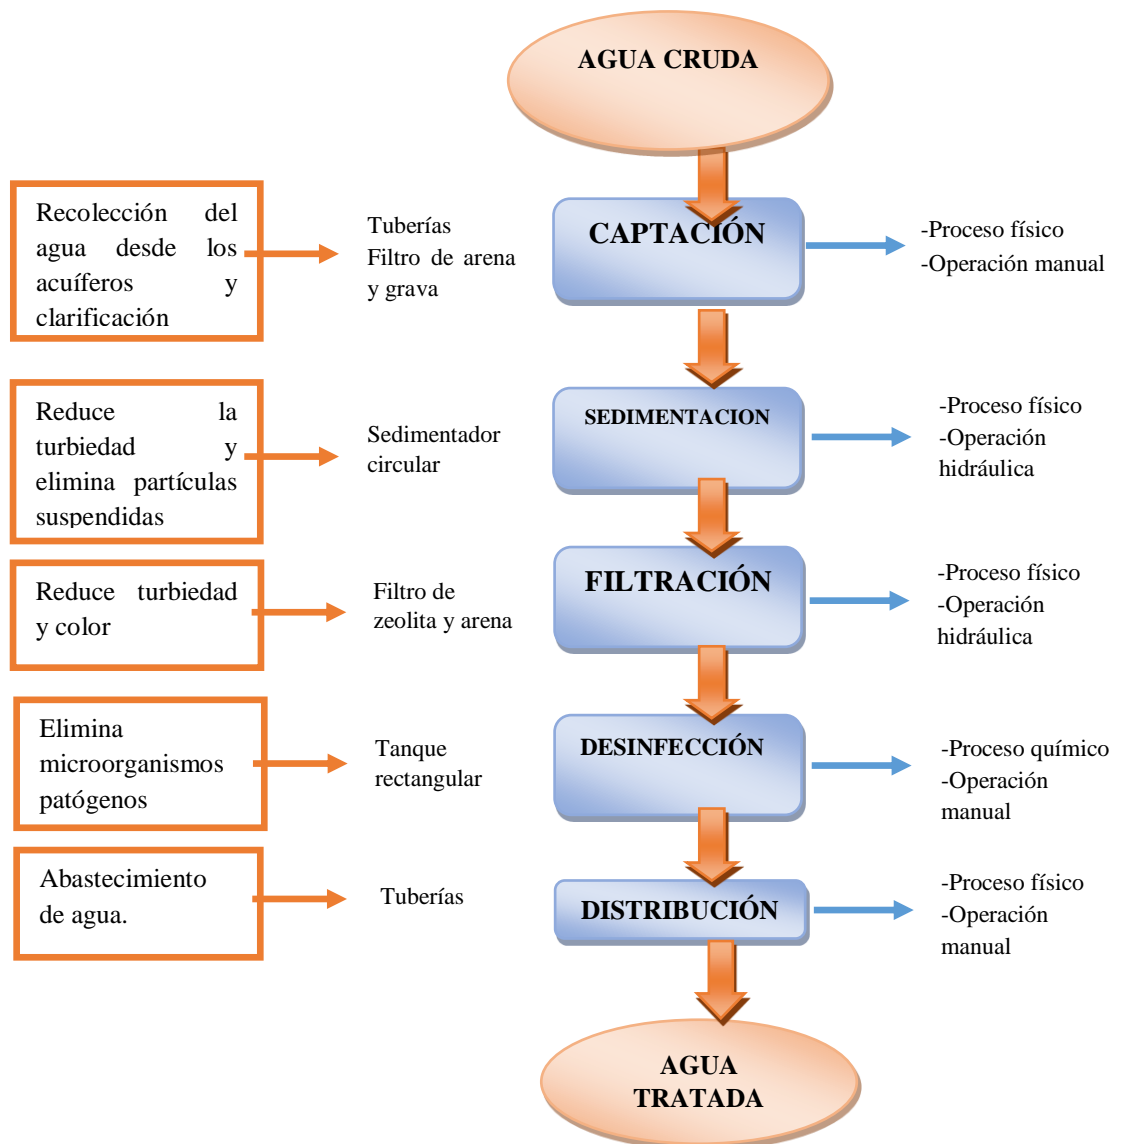 AGUA CRUDA
Recolección del
agua desde los
acuíferos y
clarificación
Tuberías
Filtro de arena
y grava
CAPTACIÓN
-Proceso físico
-Operación manual
Reduce la
turbiedad y
elimina partículas
suspendidas
Sedimentador
circular
SEDIMENTACION
-Proceso físico
-Operación
hidráulica
Reduce turbiedad
y color
Filtro de
zeolita y arena
FILTRACIÓN
-Proceso físico
-Operación
hidráulica
Elimina
microorganismos
patógenos
Tanque
rectangular
DESINFECCIÓN
-Proceso químico
-Operación
manual
Abastecimiento
de agua.
Tuberías
DISTRIBUCIÓN
-Proceso físico
-Operación
manual
AGUA
TRATADA